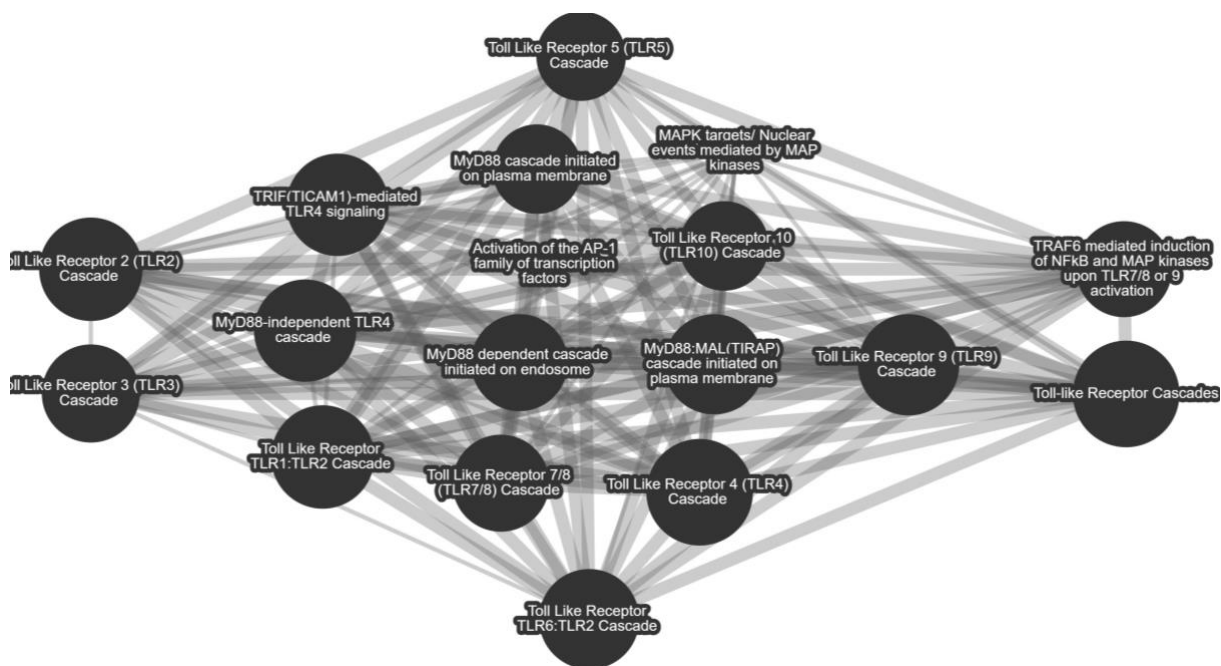 Toll Like Receptor 5 (TLR5)
Cascade
MAPK targets/ Nuclear
events mediated by MAP
kinases
MyD88 cascade initiated
on plasma membrane
TRIF(TICAM1)-mediated
TLR4 signaling
Toll Like Receptor 10
(TLR10) Cascade
Activation of the AP-1
family of transcription
factors
oll Like Receptor 2 (TLR2)
Cascade
TRAF6 mediated induction
of NFkB and MAP kinases
upon TLR7/8 or 9
activation
MyD88-independent TLR4
cascade
MyD88 dependent cascade
initiated on endosome
MyD88:MAL(TIRAP)
cascade initiated on
plasma membrane
Toll Like Receptor 9 (TLR9)
Cascade
oll Like Receptor 3 (TLR3)
Cascade
Toll-like Receptor Cascades
Toll Like Receptor
TLR1:TLR2 Cascade
Toll Like Receptor 7/8
(TLR7/8) Cascade
Toll Like Receptor 4 (TLR4)
Cascade
Toll Like Receptor
TLR6:TLR2 Cascade